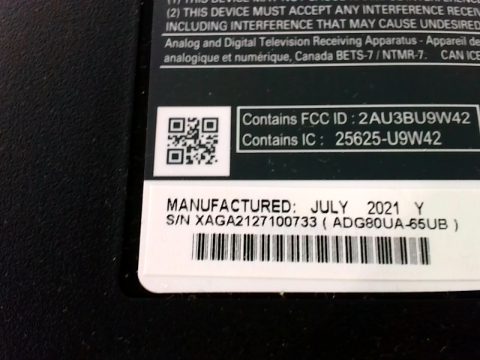 (2) THIS DEVICE MUST ACCEPT ANY INTERFERENCE RECE
INCLUDING INTERFERENCE THAT MAY CAUSE UNDESIRED
Analog and Digital Television Receiving Apparatus - Appareil de
analogique et numérique, Canada BETS-7 / NTMR-7. CAN ICE
Contains FCC ID : 2AU3BU9W42
Contains IC : 25625-U9W42
MANUFACTURED: JULY 2021 Y
S/N XAGA2127100733 ( ADG80UA-65UB )